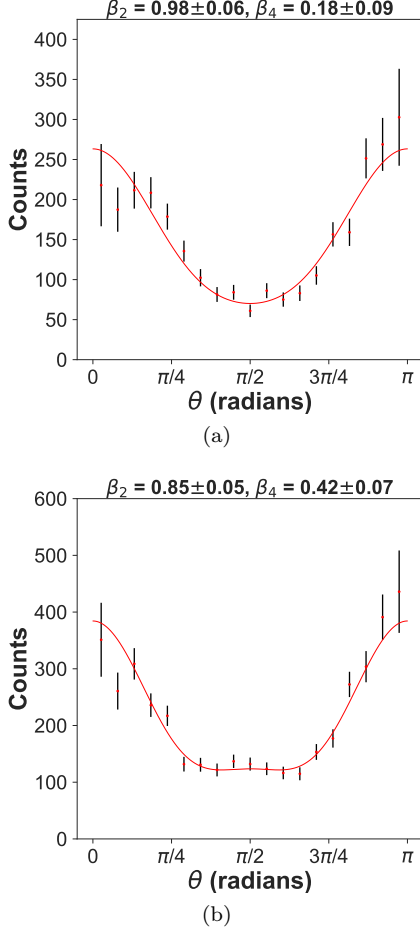 β₂ = 0.98±0.06, β₄ = 0.18±0.09
400
350
300
250
200
150
100
50
0
Counts
0 π/4 π/2 3π/4 π
θ (radians)
(a)
β₂ = 0.85±0.05, β₄ = 0.42±0.07
600
500
400
300
200
100
0
Counts
0 π/4 π/2 3π/4 π
θ (radians)
(b)